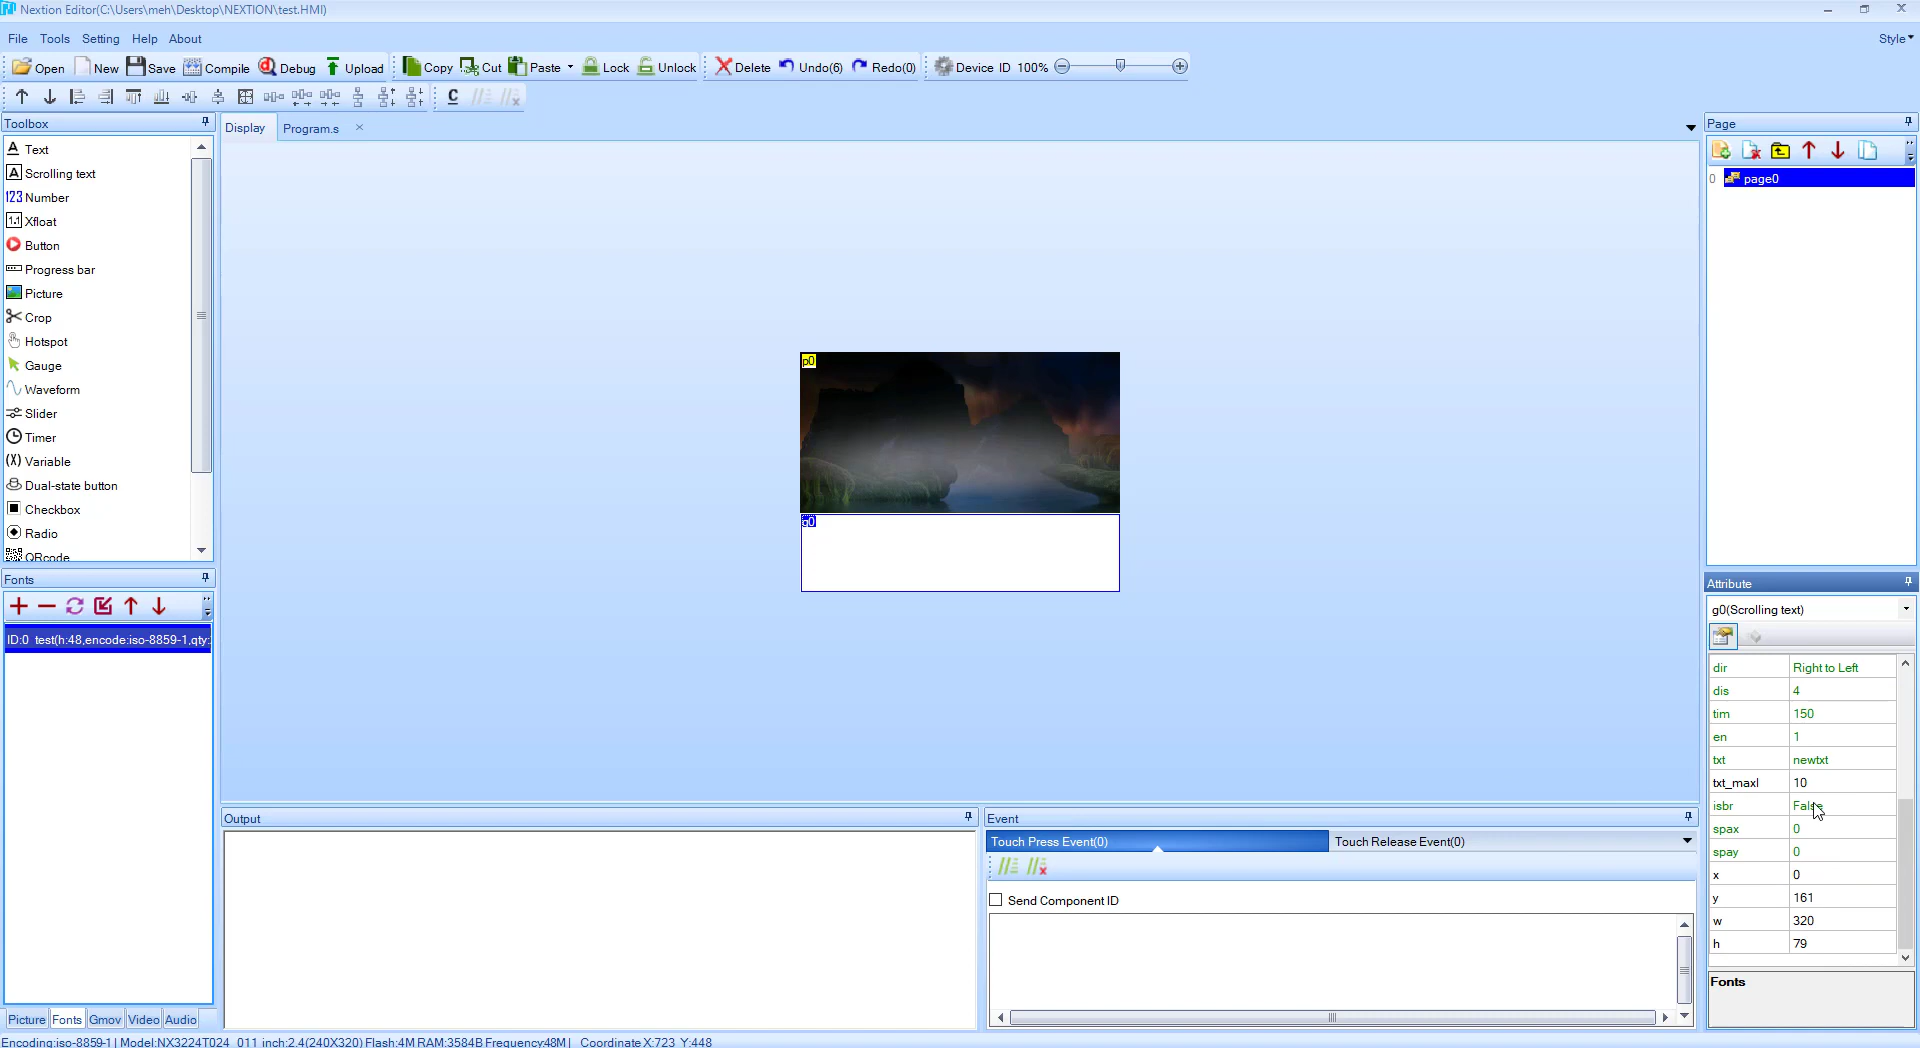 Nextion Editor(C:\Users\meh\Desktop\NEXTION\test.HMI)
File Tools Setting Help About Style
Open New Save Compile Debug Upload Copy Cut Paste Lock Unlock Delete Undo(6) Redo(0) Device ID 100%
C
Toolbox
A Text
A Scrolling text
123 Number
1.1 Xfloat
Button
Progress bar
Picture
Crop
Hotspot
Gauge
Waveform
Slider
Timer
(X) Variable
Dual-state button
Checkbox
Radio
QRcode
Fonts
ID:0 test(h:48,encode:iso-8859-1,qty:
Picture Fonts Gmov Video Audio
Display Program.s
p0
g0
Output
Event
Touch Press Event(0) Touch Release Event(0)
Send Component ID
Page
0 page0
Attribute
g0(Scrolling text)
dir Right to Left
dis 4
tim 150
en 1
txt newtxt
txt_maxl 10
isbr False
spax 0
spay 0
x 0
y 161
w 320
h 79
Fonts
Encoding:iso-8859-1 | Model:NX3224T024_011 inch:2.4(240X320) Flash:4M RAM:3584B Frequency:48M | Coordinate X:723 Y:448